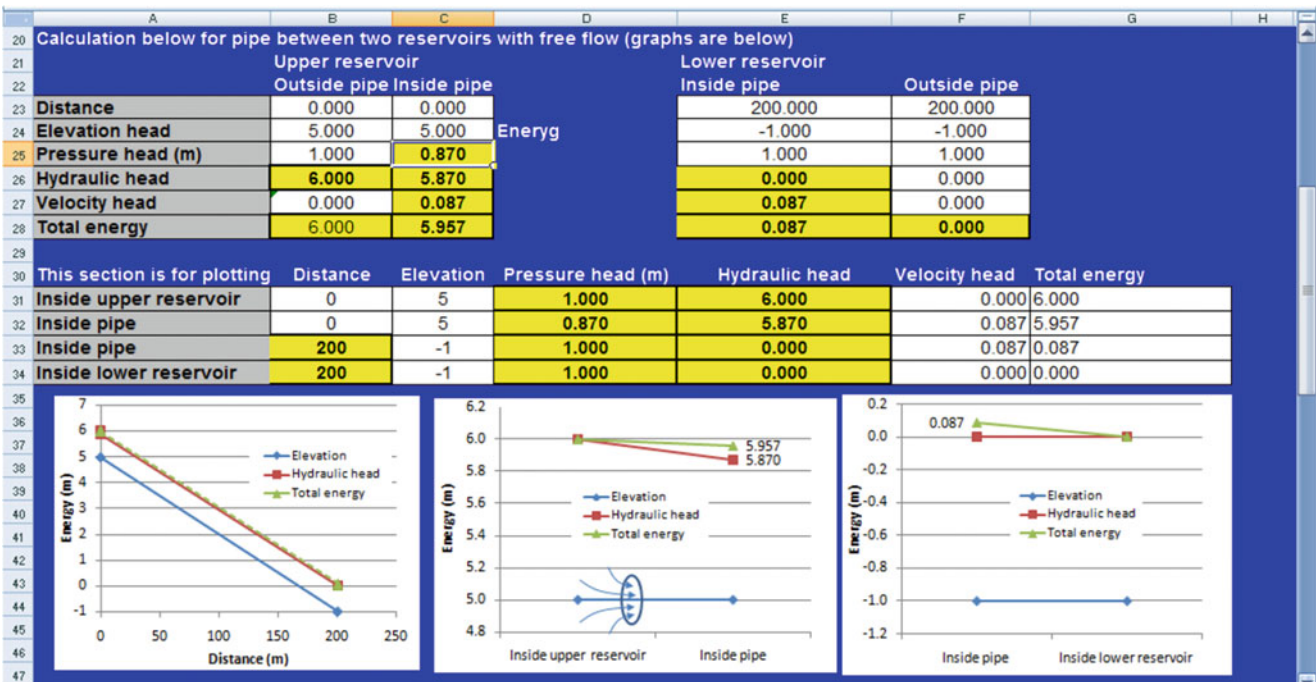 A B C D E F G H
20 Calculation below for pipe between two reservoirs with free flow (graphs are below)
21 Upper reservoir Lower reservoir
22 Outside pipe Inside pipe Inside pipe Outside pipe
23 Distance 0.000 0.000 200.000 200.000
24 Elevation head 5.000 5.000 Eneryg -1.000 -1.000
25 Pressure head (m) 1.000 0.870 1.000 1.000
26 Hydraulic head 6.000 5.870 0.000 0.000
27 Velocity head 0.000 0.087 0.087 0.000
28 Total energy 6.000 5.957 0.087 0.000
29
30 This section is for plotting Distance Elevation Pressure head (m) Hydraulic head Velocity head Total energy
31 Inside upper reservoir 0 5 1.000 6.000 0.000 6.000
32 Inside pipe 0 5 0.870 5.870 0.087 5.957
33 Inside pipe 200 -1 1.000 0.000 0.087 0.087
34 Inside lower reservoir 200 -1 1.000 0.000 0.000 0.000
35
36
37
38
39
40
41
42
43
44
45
46
47
7
6
5
4
3
2
1
0
-1
Energy (m)
Elevation
Hydraulic head
Total energy
0 50 100 150 200 250
Distance (m)
6.2
6.0
5.8
5.6
5.4
5.2
5.0
4.8
Energy (m)
5.957
5.870
Elevation
Hydraulic head
Total energy
Inside upper reservoir Inside pipe
0.2
0.0
-0.2
-0.4
-0.6
-0.8
-1.0
-1.2
Energy (m)
0.087
Elevation
Hydraulic head
Total energy
Inside pipe Inside lower reservoir